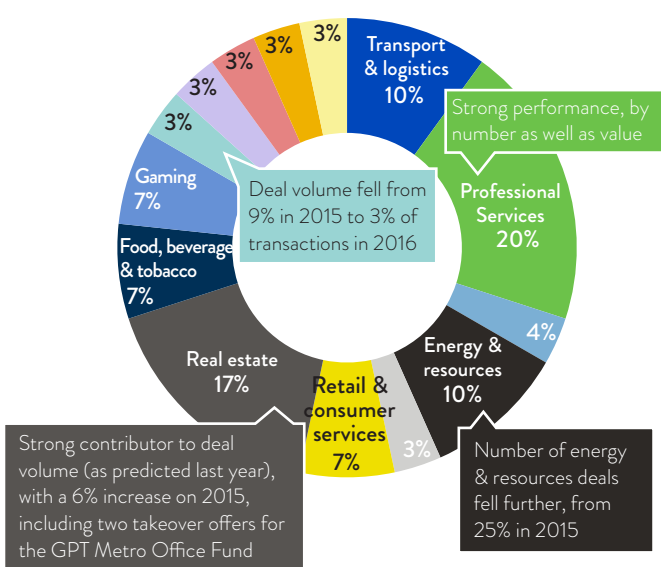 3%
Transport
& logistics
10%
Strong performance, by
number as well as value
Professional
Services
20%
4%
Energy &
resources
10%
Number of energy
& resources deals
fell further, from
25% in 2015
3%
Retail &
consumer
services
7%
Real estate
17%
Strong contributor to deal
volume (as predicted last year),
with a 6% increase on 2015,
including two takeover offers for
the GPT Metro Office Fund
Food, beverage
& tobacco
7%
Gaming
7%
3%
Deal volume fell from
9% in 2015 to 3% of
transactions in 2016
3%
3%
3%